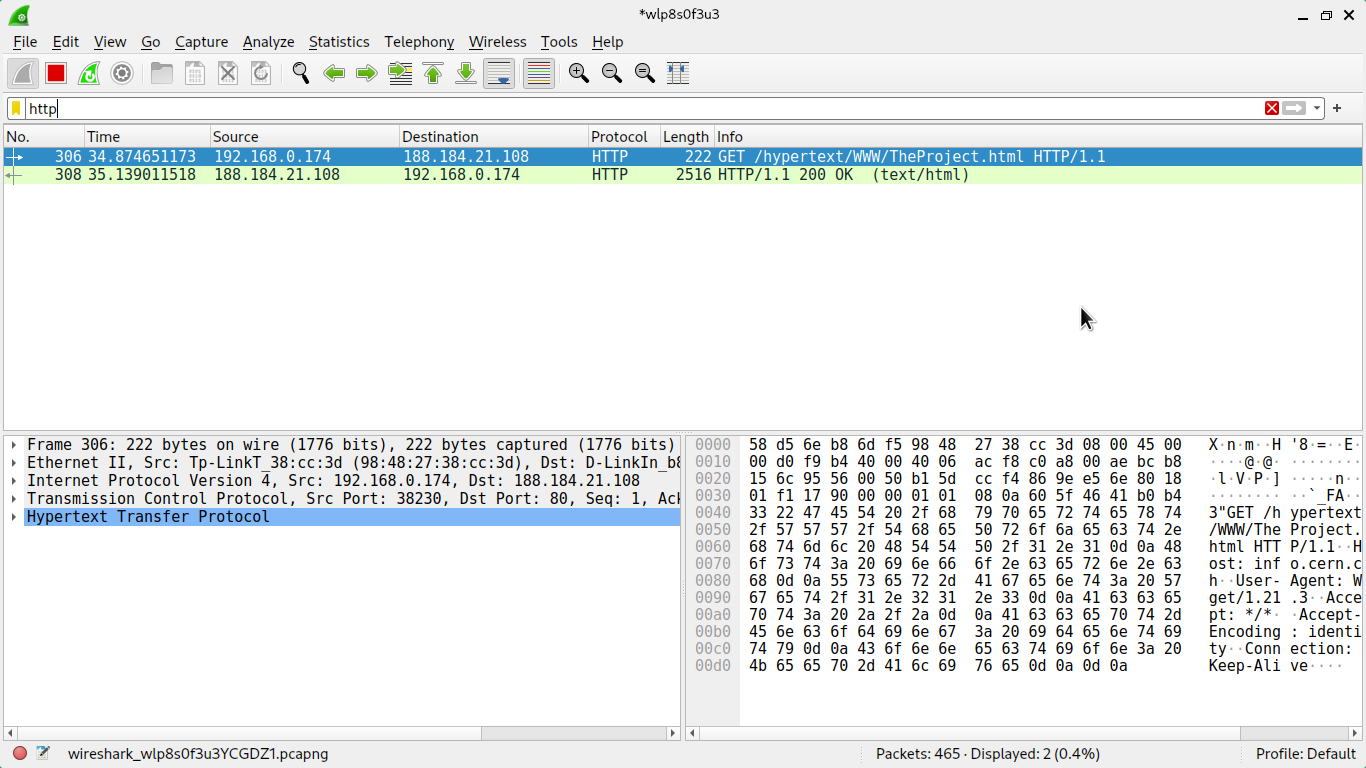 *wlp8s0f3u3
File Edit View Go Capture Analyze Statistics Telephony Wireless Tools Help
http
No. Time Source Destination Protocol Length Info
306 34.874651173 192.168.0.174 188.184.21.108 HTTP 222 GET /hypertext/WWW/TheProject.html HTTP/1.1
308 35.139011518 188.184.21.108 192.168.0.174 HTTP 2516 HTTP/1.1 200 OK (text/html)
Frame 306: 222 bytes on wire (1776 bits), 222 bytes captured (1776 bits)
Ethernet II, Src: Tp-LinkT_38:cc:3d (98:48:27:38:cc:3d), Dst: D-LinkIn_b8
Internet Protocol Version 4, Src: 192.168.0.174, Dst: 188.184.21.108
Transmission Control Protocol, Src Port: 38230, Dst Port: 80, Seq: 1, Ack
Hypertext Transfer Protocol
0000 58 d5 6e b8 6d f5 98 48 27 38 cc 3d 08 00 45 00 X·n·m··H '8·=··E·
0010 00 d0 f9 b4 40 00 40 06 ac f8 c0 a8 00 ae bc b8 ····@·@· ········
0020 15 6c 95 56 00 50 b1 5d cc f4 86 9e e5 6e 80 18 ·l·V·P·] ·····n··
0030 01 f1 17 90 00 00 01 01 08 0a 60 5f 46 41 b0 b4 ········ ··`_FA··
0040 33 22 47 45 54 20 2f 68 79 70 65 72 74 65 78 74 3"GET /h ypertext
0050 2f 57 57 57 2f 54 68 65 50 72 6f 6a 65 63 74 2e /WWW/The Project.
0060 68 74 6d 6c 20 48 54 54 50 2f 31 2e 31 0d 0a 48 html HTT P/1.1··H
0070 6f 73 74 3a 20 69 6e 66 6f 2e 63 65 72 6e 2e 63 ost: inf o.cern.c
0080 68 0d 0a 55 73 65 72 2d 41 67 65 6e 74 3a 20 57 h··User- Agent: W
0090 67 65 74 2f 31 2e 32 31 2e 33 0d 0a 41 63 63 65 get/1.21 .3··Acce
00a0 70 74 3a 20 2a 2f 2a 0d 0a 41 63 63 65 70 74 2d pt: */*· ·Accept-
00b0 45 6e 63 6f 64 69 6e 67 3a 20 69 64 65 6e 74 69 Encoding : identi
00c0 74 79 0d 0a 43 6f 6e 6e 65 63 74 69 6f 6e 3a 20 ty··Conn ection:
00d0 4b 65 65 70 2d 41 6c 69 76 65 0d 0a 0d 0a Keep-Ali ve····
wireshark_wlp8s0f3u3YCGDZ1.pcapng Packets: 465 · Displayed: 2 (0.4%) Profile: Default